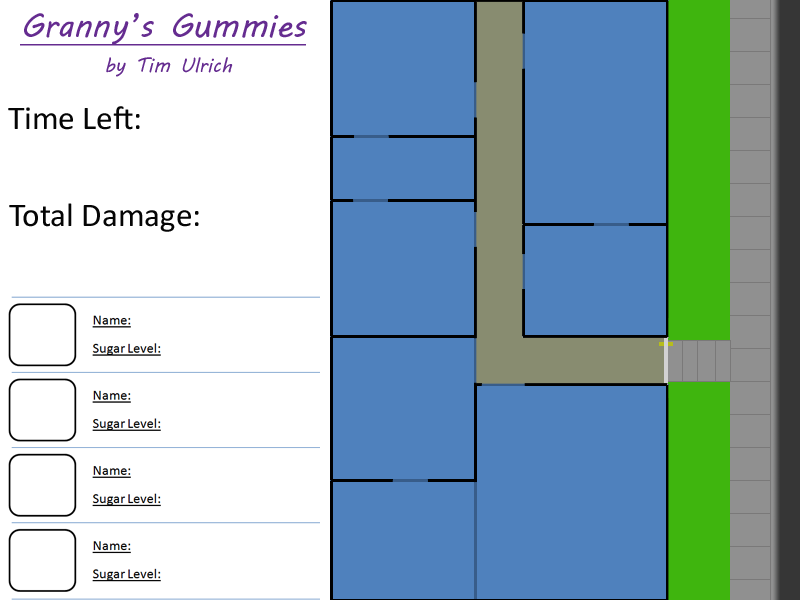 Granny's Gummies
by Tim Ulrich
Time Left:
Total Damage:
Name:
Sugar Level:
Name:
Sugar Level:
Name:
Sugar Level:
Name:
Sugar Level: